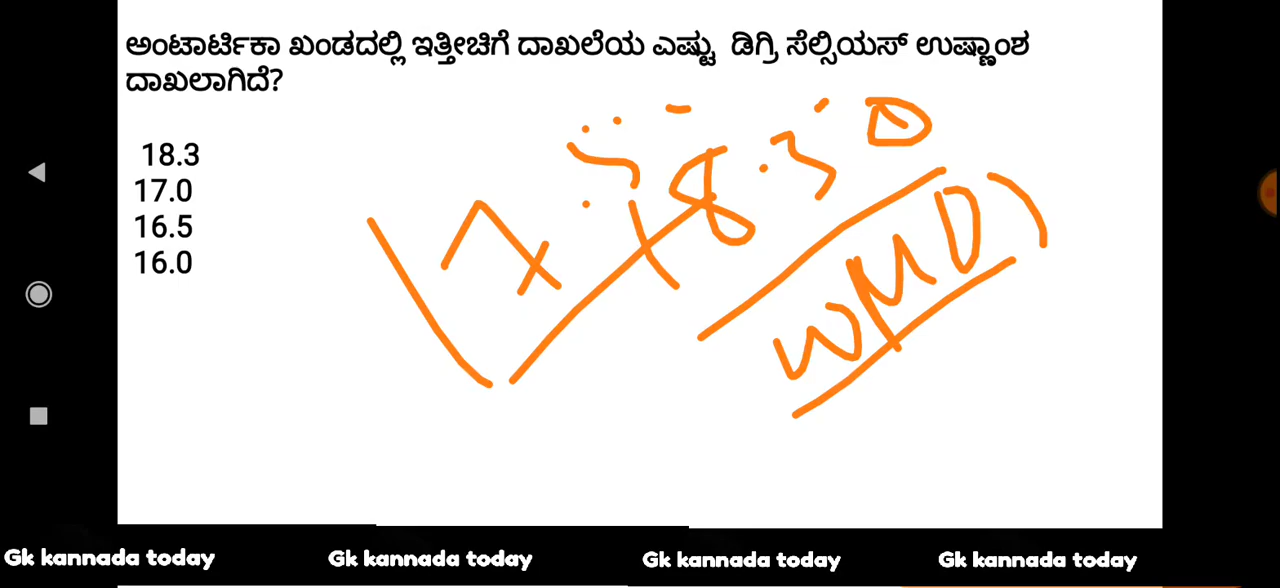 ಅಂಟಾರ್ಟಿಕಾ ಖಂಡದಲ್ಲಿ ಇತ್ತೀಚಿಗೆ ದಾಖಲೆಯ ಎಷ್ಟು ಡಿಗ್ರಿ ಸೆಲ್ಸಿಯಸ್ ಉಷ್ಣಾಂಶ
ದಾಖಲಾಗಿದೆ?
18.3
17.0
16.5
16.0
18.3
WMO
Gk kannada today Gk kannada today Gk kannada today Gk kannada today